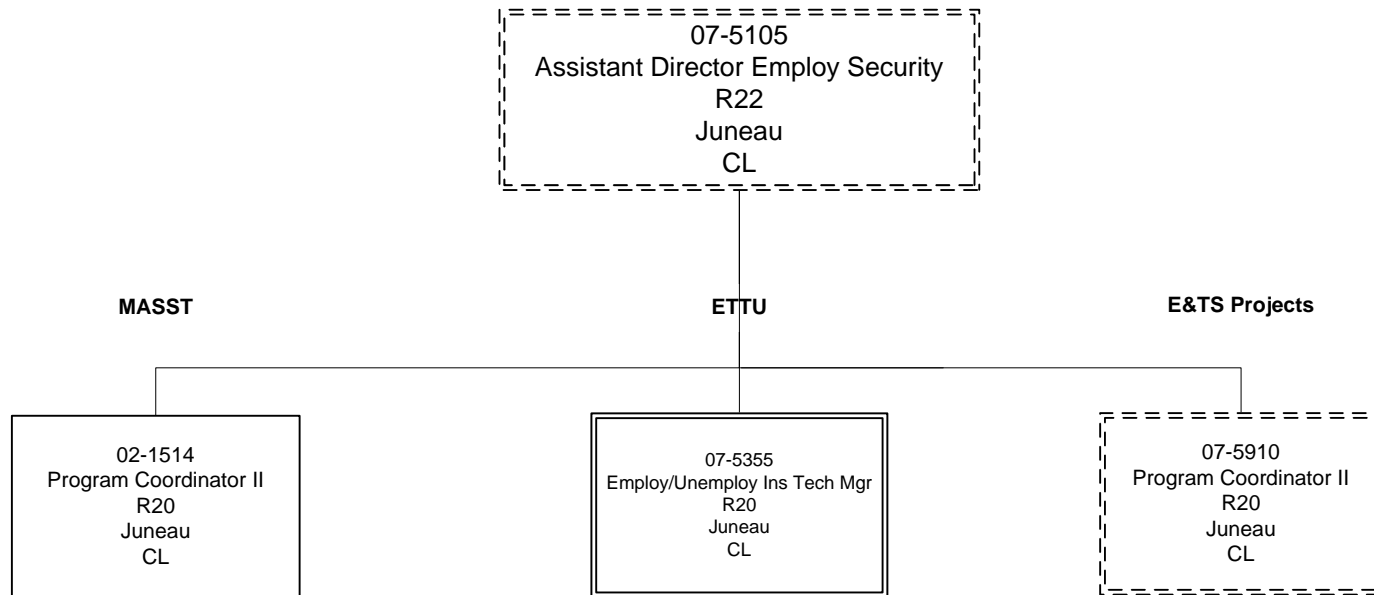 07-5105
Assistant Director Employ Security
R22
Juneau
CL
MASST
ETTU
E&TS Projects
02-1514
Program Coordinator II
R20
Juneau
CL
07-5355
Employ/Unemploy Ins Tech Mgr
R20
Juneau
CL
07-5910
Program Coordinator II
R20
Juneau
CL